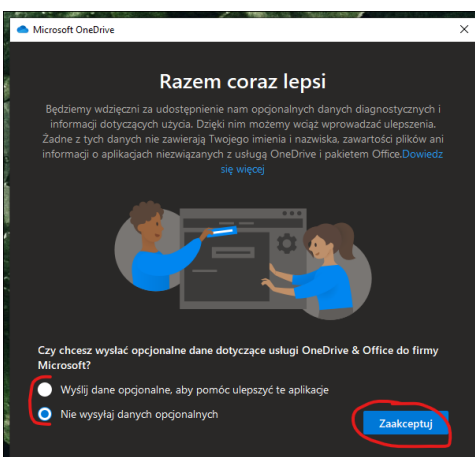 Microsoft OneDrive
Razem coraz lepsi
Będziemy wdzięczni za udostępnienie nam opcjonalnych danych diagnostycznych i
informacji dotyczących użycia. Dzięki nim możemy wciąż wprowadzać ulepszenia.
Żadne z tych danych nie zawierają Twojego imienia i nazwiska, zawartości plików ani
informacji o aplikacjach niezwiązanych z usługą OneDrive i pakietem Office.Dowiedz
się więcej
Czy chcesz wysłać opcjonalne dane dotyczące usługi OneDrive & Office do firmy
Microsoft?
Wyślij dane opcjonalne, aby pomóc ulepszyć te aplikacje
Nie wysyłaj danych opcjonalnych
Zaakceptuj